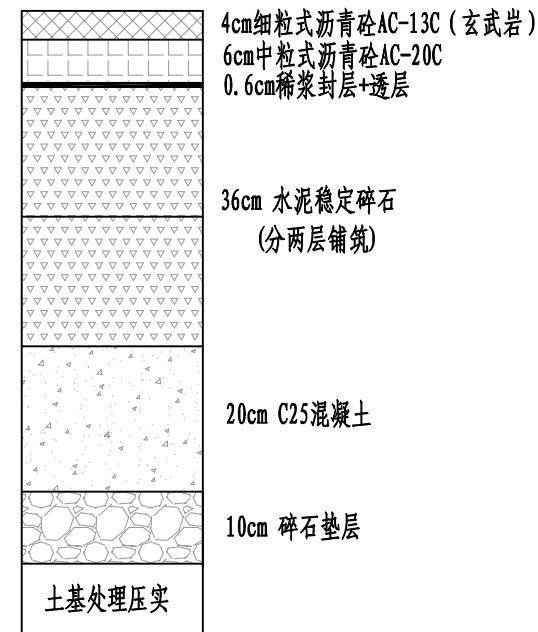 4cm细粒式沥青砼AC-13C（玄武岩）
6cm中粒式沥青砼AC-20C
0.6cm稀浆封层+透层
36cm 水泥稳定碎石
(分两层铺筑)
20cm C25混凝土
10cm 碎石垫层
土基处理压实